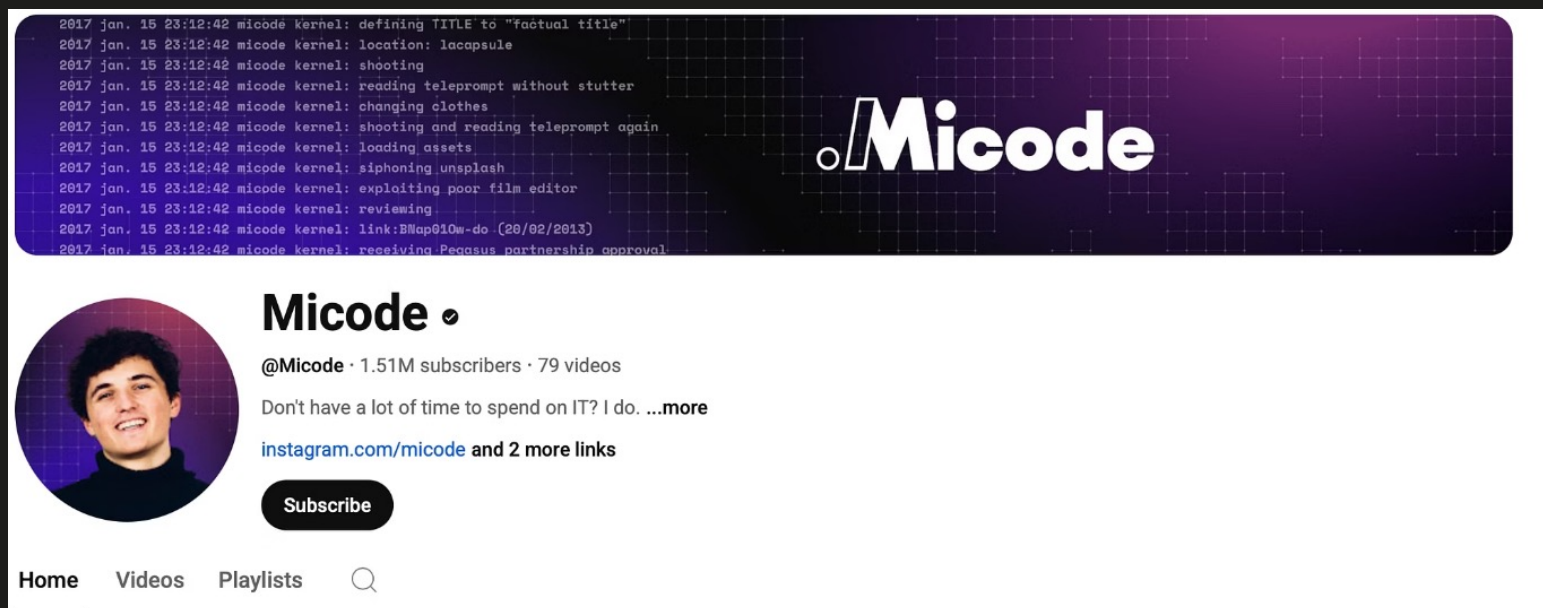 2017 jan. 15 23:12:42 micode kernel: defining TITLE to "factual title"
2017 jan. 15 23:12:42 micode kernel: location: lacapsule
2017 jan. 15 23:12:42 micode kernel: shooting
2017 jan. 15 23:12:42 micode kernel: reading teleprompt without stutter
2017 jan. 15 23:12:42 micode kernel: changing clothes
2017 jan. 15 23:12:42 micode kernel: shooting and reading teleprompt again
2017 jan. 15 23:12:42 micode kernel: loading assets
2017 jan. 15 23:12:42 micode kernel: siphoning unsplash
2017 jan. 15 23:12:42 micode kernel: exploiting poor film editor
2017 jan. 15 23:12:42 micode kernel: reviewing
2017 jan. 15 23:12:42 micode kernel: link:BNap01Ow-do (20/02/2013)
2017 jan. 15 23:12:42 micode kernel: receiving Pegasus partnership approval
.Micode
Micode
@Micode · 1.51M subscribers · 79 videos
Don't have a lot of time to spend on IT? I do. ...more
instagram.com/micode and 2 more links
Subscribe
Home Videos Playlists